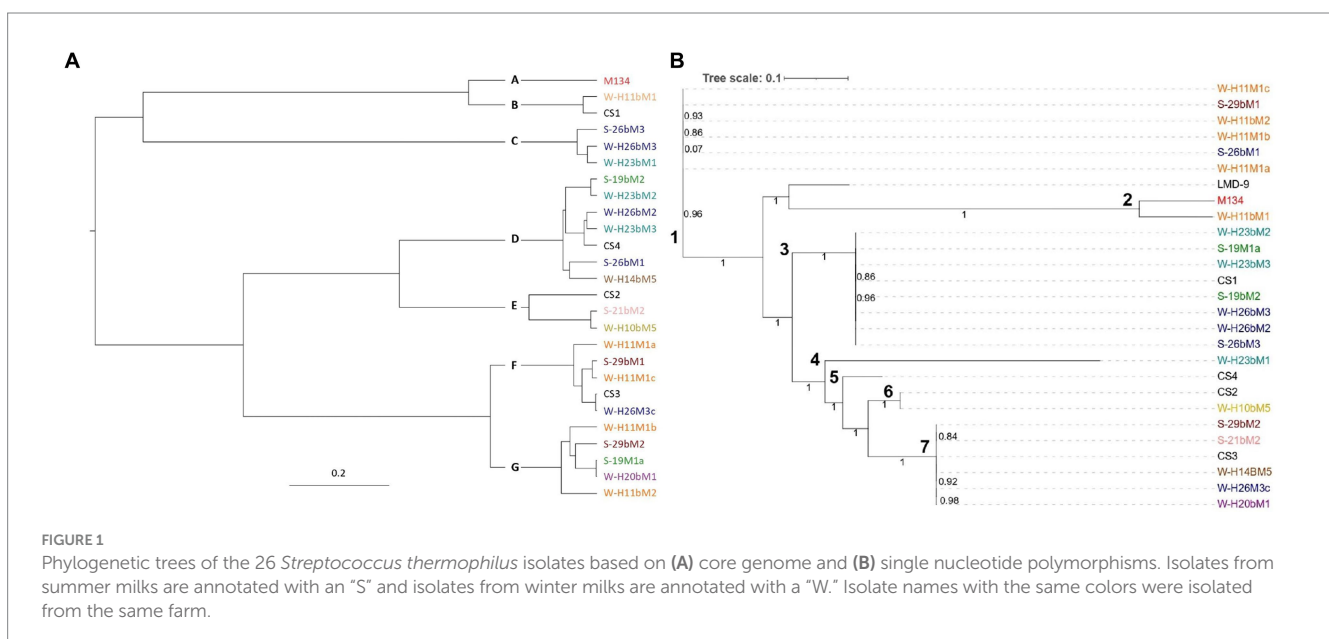 A
A
M134
B
W-H11bM1
CS1
C
S-26bM3
W-H26bM3
W-H23bM1
S-19bM2
W-H23bM2
W-H26bM2
D
W-H23bM3
CS4
S-26bM1
W-H14bM5
E
CS2
S-21bM2
W-H10bM5
W-H11M1a
F
S-29bM1
W-H11M1c
CS3
W-H26M3c
W-H11M1b
S-29bM2
G
S-19M1a
W-H20bM1
W-H11bM2
0.2
B
Tree scale: 0.1
W-H11M1c
S-29bM1
0.93
W-H11bM2
0.86
W-H11M1b
0.07
S-26bM1
W-H11M1a
LMD-9
1
2
M134
1
0.96
W-H11bM1
1
1
W-H23bM2
3
1
S-19M1a
W-H23bM3
0.86
CS1
0.96
S-19bM2
1
W-H26bM3
W-H26bM2
S-26bM3
4
W-H23bM1
1
5
CS4
6
CS2
1
1
W-H10bM5
S-29bM2
1
0.84
S-21bM2
7
1
CS3
W-H14BM5
0.92
W-H26M3c
0.98
W-H20bM1
FIGURE 1
Phylogenetic trees of the 26 Streptococcus thermophilus isolates based on (A) core genome and (B) single nucleotide polymorphisms. Isolates from
summer milks are annotated with an “S” and isolates from winter milks are annotated with a “W.” Isolate names with the same colors were isolated
from the same farm.